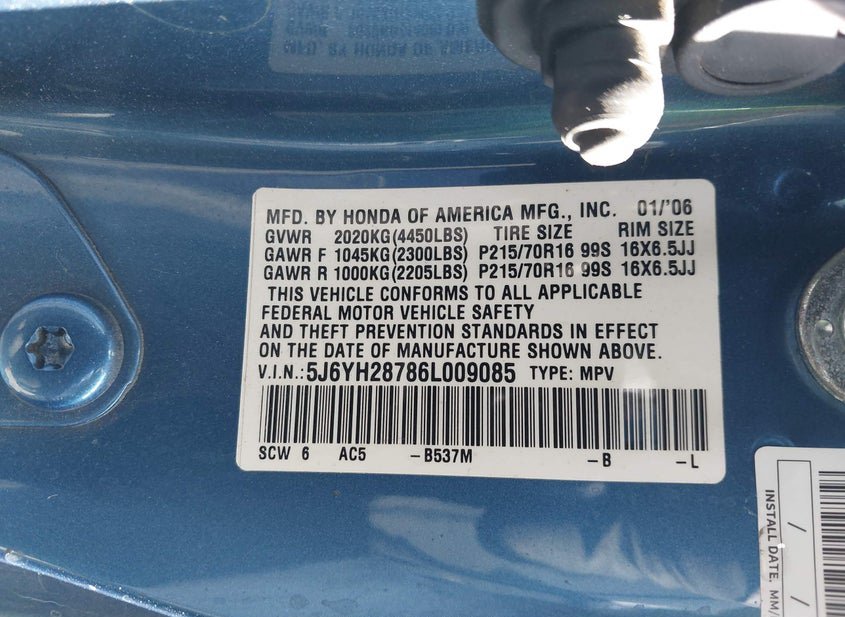 MFD. BY HONDA OF AMERICA MFG., INC. 01/'06
GVWR 2020KG(4450LBS) TIRE SIZE RIM SIZE
GAWR F 1045KG(2300LBS) P215/70R16 99S 16X6.5JJ
GAWR R 1000KG(2205LBS) P215/70R16 99S 16X6.5JJ
THIS VEHICLE CONFORMS TO ALL APPLICABLE
FEDERAL MOTOR VEHICLE SAFETY
AND THEFT PREVENTION STANDARDS IN EFFECT
ON THE DATE OF MANUFACTURE SHOWN ABOVE.
V.I.N.:5J6YH28786L009085 TYPE: MPV
SCW 6 AC5 -B537M -B -L
INSTALL DATE. MM/
/ /